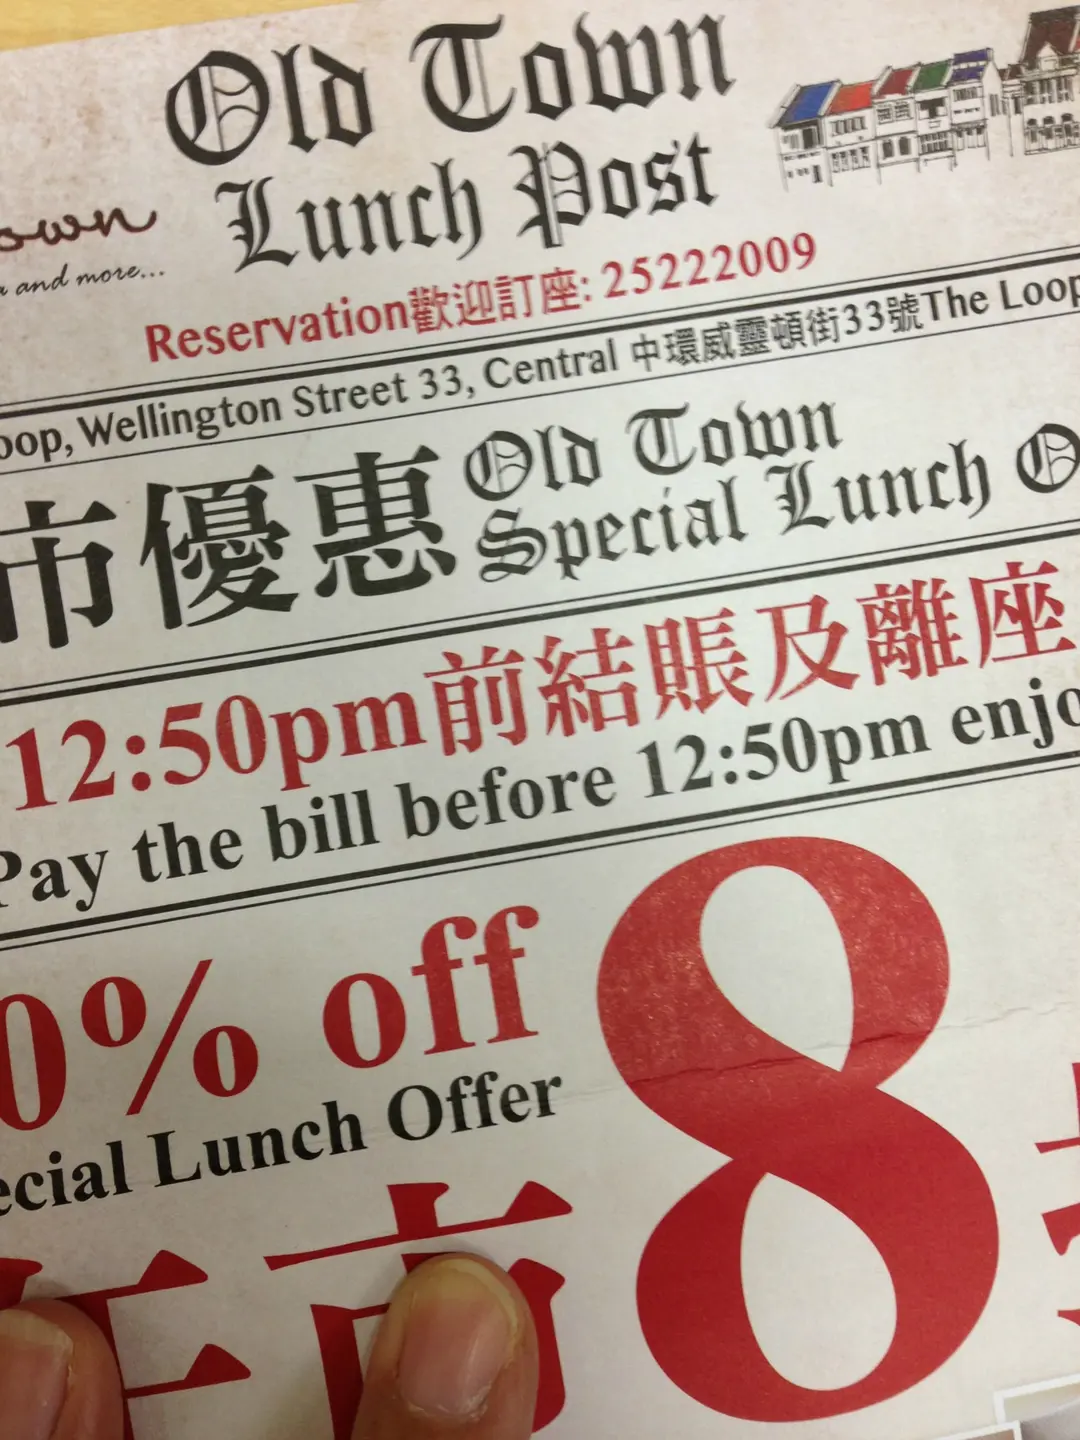 Old Town
Lunch Post
and more...
Reservation歡迎訂座: 25222009
Wellington Street 33, Central 中環威靈頓街33號The Loop
市優惠
Old Town
Special Lunch
12:50pm前結賬及離座
Pay the bill before 12:50pm
0% off
Lunch Offer
市
8